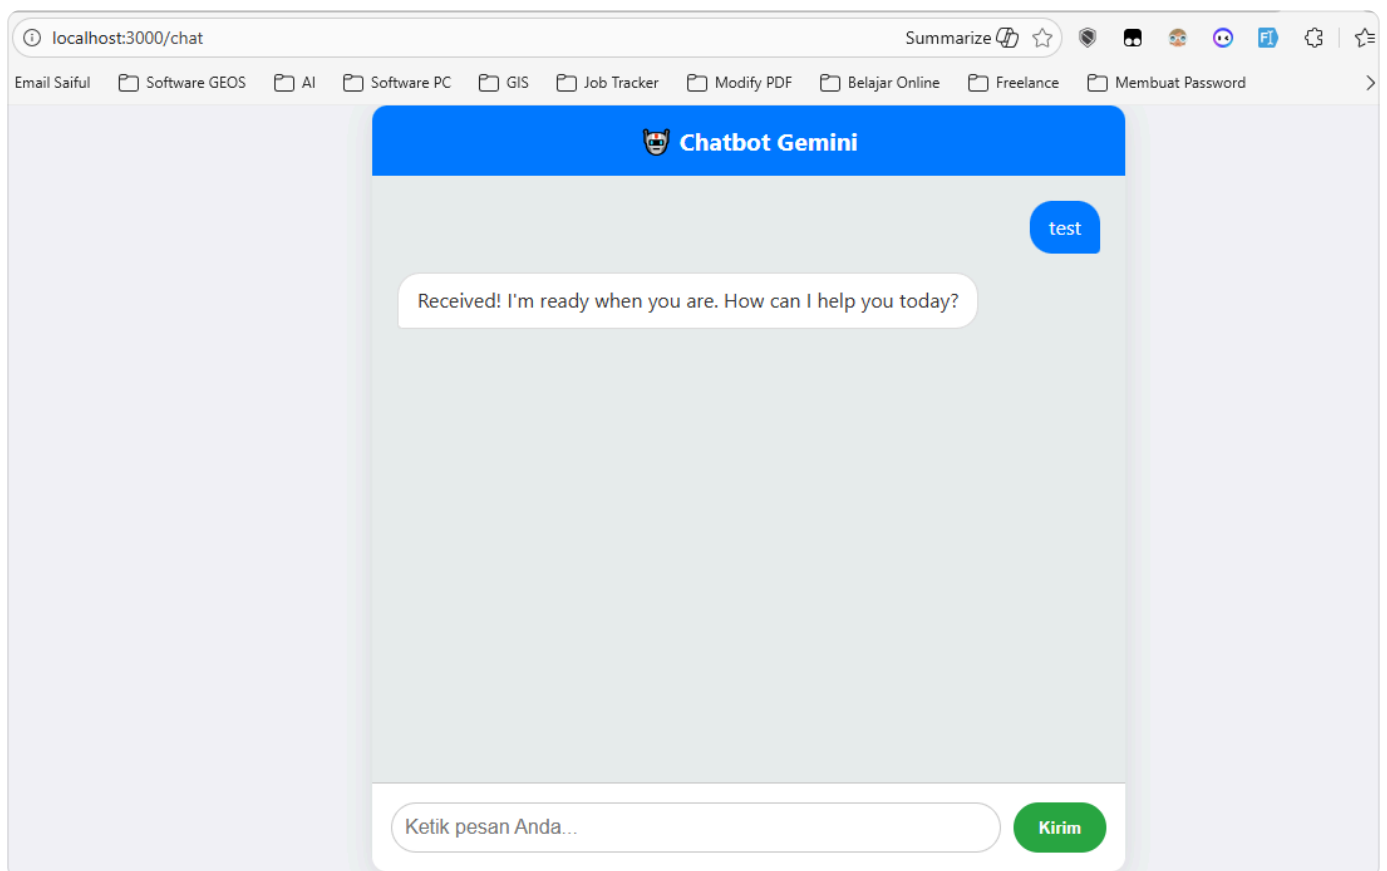 localhost:3000/chat Summarize
Email Saiful Software GEOS AI Software PC GIS Job Tracker Modify PDF Belajar Online Freelance Membuat Password
Chatbot Gemini
test
Received! I'm ready when you are. How can I help you today?
Ketik pesan Anda...
Kirim